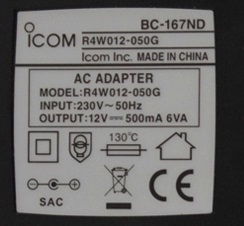 ICOM
BC-167ND
R4W012-050G
Icom Inc. MADE IN CHINA
AC ADAPTER
MODEL:R4W012-050G
INPUT:230V～50Hz
OUTPUT:12V⎓500mA 6VA
130℃
SAC